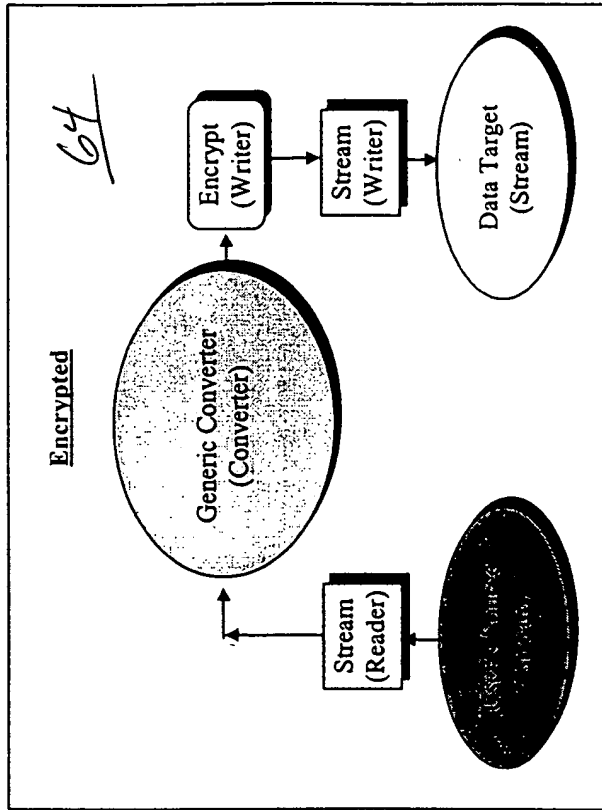 Encrypted
64
Generic Converter
(Converter)
Encrypt
(Writer)
Stream
(Reader)
Stream
(Writer)
Data Target
(Stream)